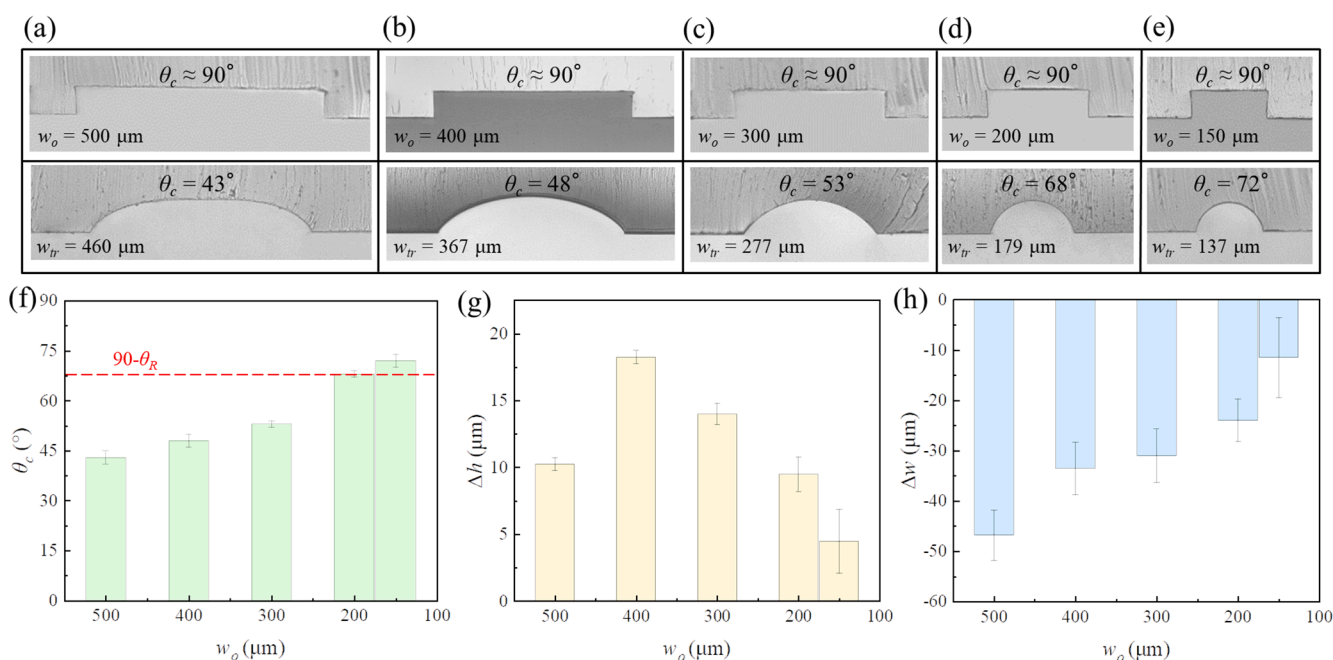 (a)
(b)
(c)
(d)
(e)
θc ≈ 90°
θc ≈ 90°
θc ≈ 90°
θc ≈ 90°
θc ≈ 90°
wo = 500 μm
wo = 400 μm
wo = 300 μm
wo = 200 μm
wo = 150 μm
θc = 43°
θc = 48°
θc = 53°
θc = 68°
θc = 72°
wtr = 460 μm
wtr = 367 μm
wtr = 277 μm
wtr = 179 μm
wtr = 137 μm
(f)
90
75
60
45
30
15
0
θc (°)
90-θR
500
400
300
200
100
wo (μm)
(g)
20
15
10
5
0
Δh (μm)
500
400
300
200
100
wo (μm)
(h)
0
-10
-20
-30
-40
-50
-60
Δw (μm)
500
400
300
200
100
wo (μm)